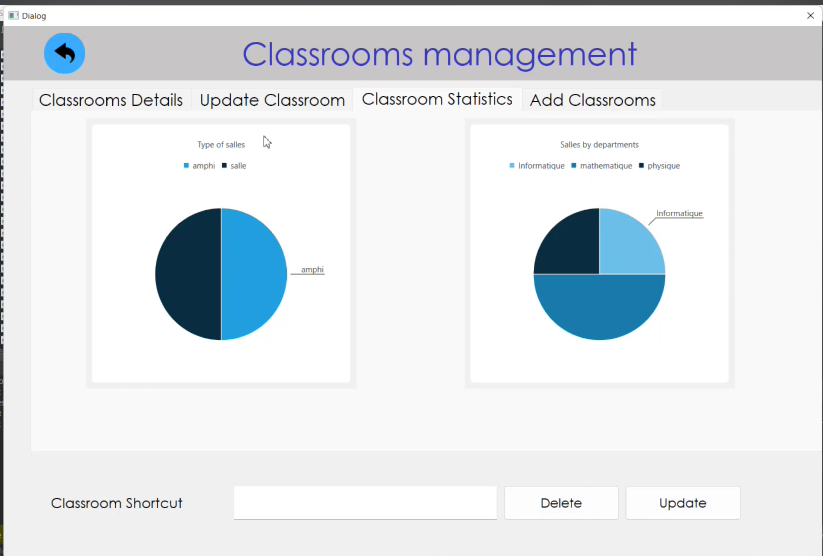 Dialog
Classrooms management
Classrooms Details Update Classroom Classroom Statistics Add Classrooms
Type of salles
amphi salle
amphi
Salles by departments
Informatique mathematique physique
Informatique
Classroom Shortcut Delete Update